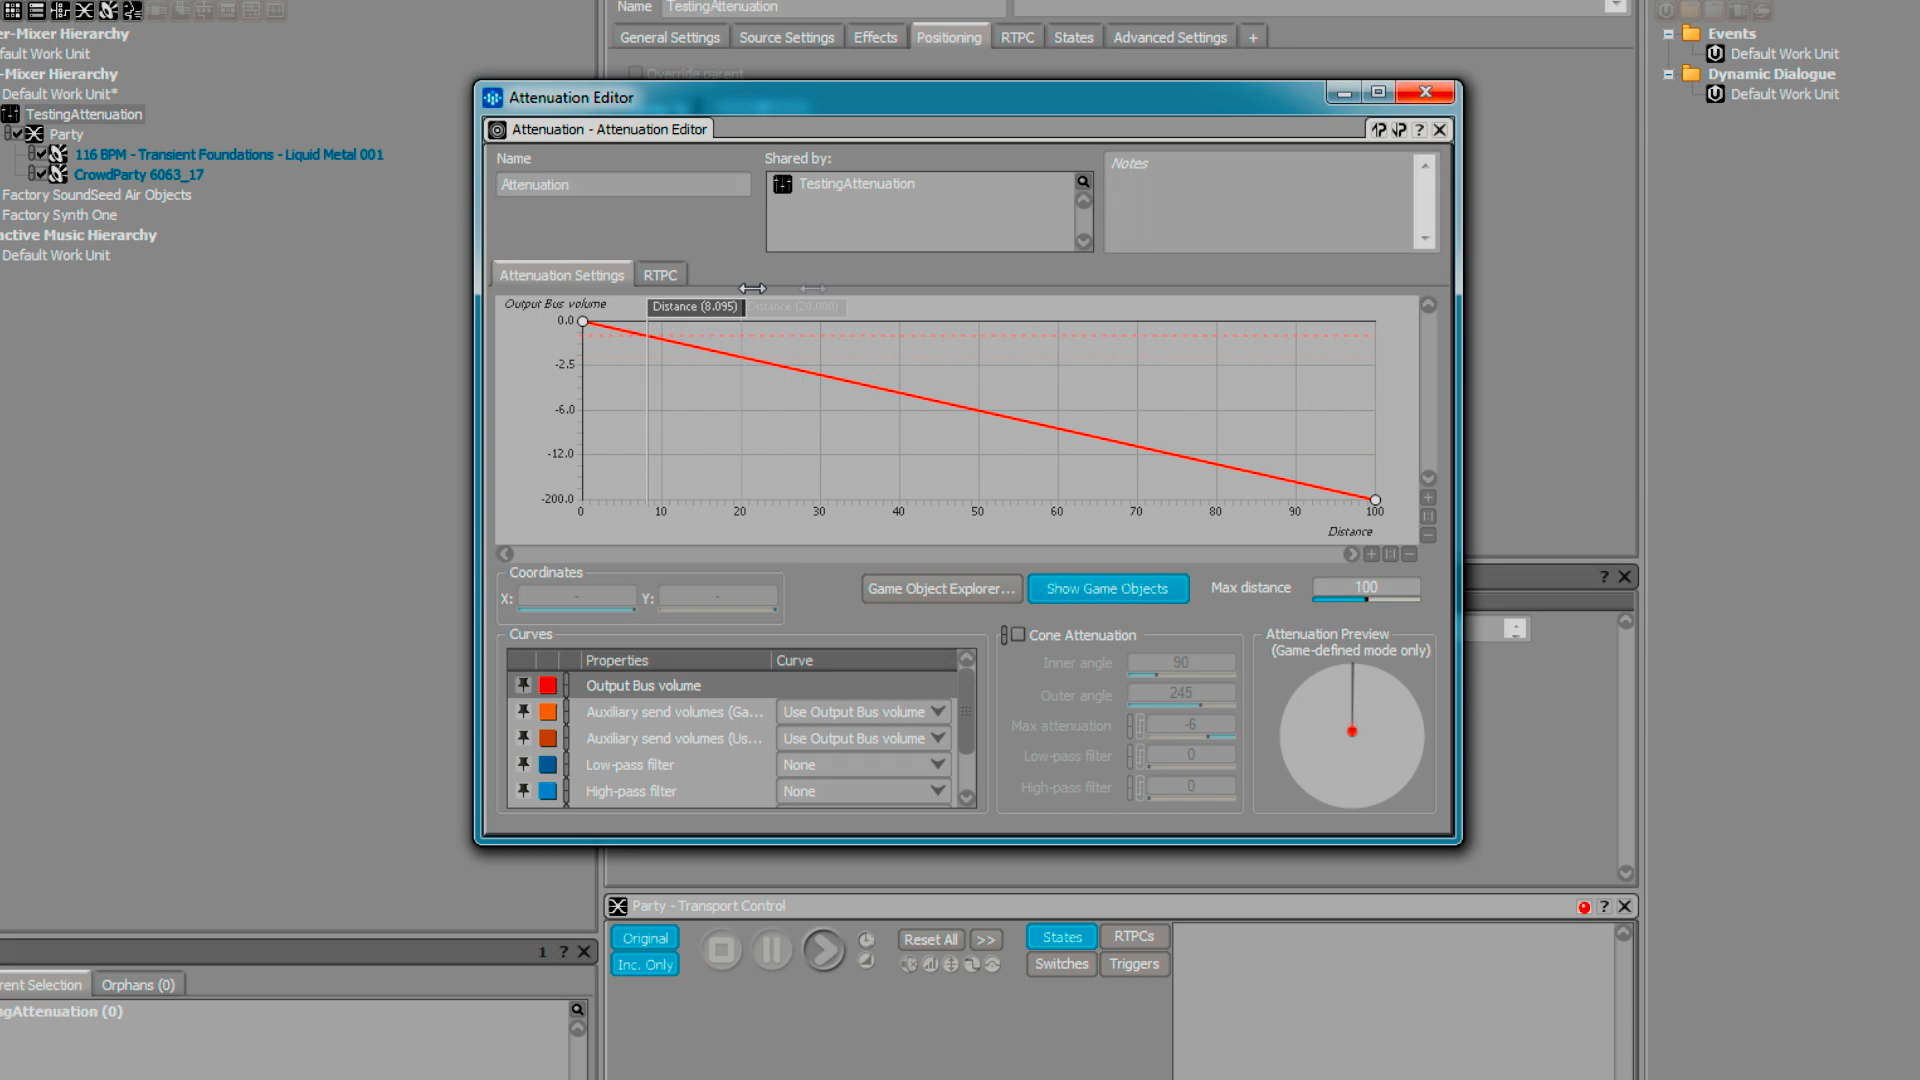 Name TestingAttenuation
er-Mixer Hierarchy
fault Work Unit
-Mixer Hierarchy
Default Work Unit*
TestingAttenuation
Party
116 BPM - Transient Foundations - Liquid Metal 001
CrowdParty 6063_17
Factory SoundSeed Air Objects
Factory Synth One
active Music Hierarchy
Default Work Unit
General Settings Source Settings Effects Positioning RTPC States Advanced Settings +
Override parent
Events
Default Work Unit
Dynamic Dialogue
Default Work Unit
Attenuation Editor
Attenuation - Attenuation Editor
Name
Attenuation
Shared by:
TestingAttenuation
Notes
Attenuation Settings RTPC
Output Bus volume
Distance (8.095) Distance (20.000)
0.0
-2.5
-6.0
-12.0
-200.0
0 10 20 30 40 50 60 70 80 90 100
Distance
Coordinates
X: - Y: -
Game Object Explorer... Show Game Objects Max distance 100
Curves
Properties Curve
Output Bus volume
Auxiliary send volumes (Ga... Use Output Bus volume
Auxiliary send volumes (Us... Use Output Bus volume
Low-pass filter None
High-pass filter None
Cone Attenuation
Inner angle 90
Outer angle 245
Max attenuation -6
Low-pass filter 0
High-pass filter 0
Attenuation Preview
(Game-defined mode only)
Party - Transport Control
Original
Inc. Only
Reset All >>
States RTPCs
Switches Triggers
1 ?
rent Selection Orphans (0)
ngAttenuation (0)